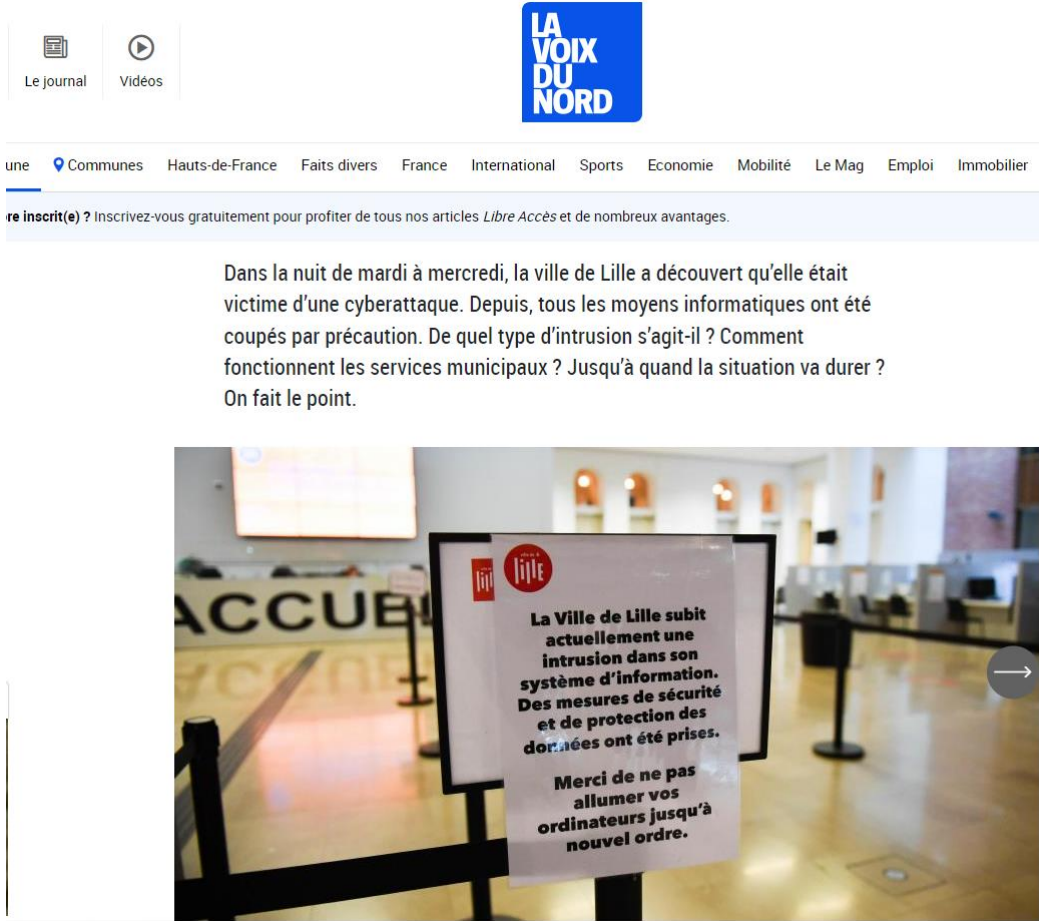 Le journal
Vidéos
LA
VOIX
DU
NORD
une
Communes
Hauts-de-France
Faits divers
France
International
Sports
Economie
Mobilité
Le Mag
Emploi
Immobilier
re inscrit(e) ? Inscrivez-vous gratuitement pour profiter de tous nos articles Libre Accès et de nombreux avantages.
Dans la nuit de mardi à mercredi, la ville de Lille a découvert qu’elle était
victime d’une cyberattaque. Depuis, tous les moyens informatiques ont été
coupés par précaution. De quel type d’intrusion s’agit-il ? Comment
fonctionnent les services municipaux ? Jusqu’à quand la situation va durer ?
On fait le point.
ACCUE
lill
lillE
La Ville de Lille subit
actuellement une
intrusion dans son
système d’information.
Des mesures de sécurité
et de protection des
données ont été prises.
Merci de ne pas
allumer vos
ordinateurs jusqu’à
nouvel ordre.